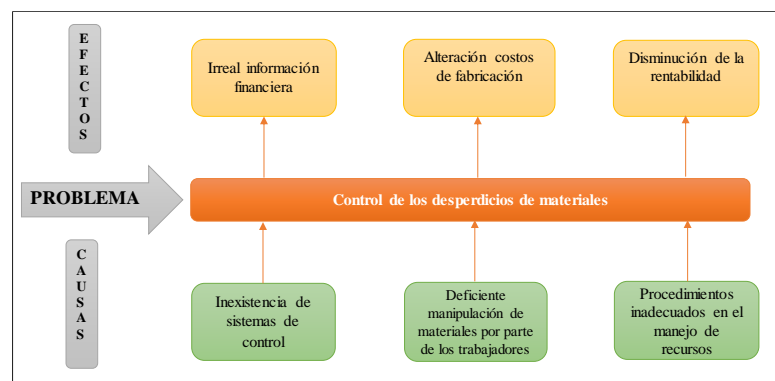 EFECTOS
Irreal información
financiera
Alteración costos
de fabricación
Disminución de la
rentabilidad
PROBLEMA
Control de los desperdicios de materiales
CAUSAS
Inexistencia de
sistemas de
control
Deficiente
manipulación de
materiales por parte
de los trabajadores
Procedimientos
inadecuados en el
manejo de
recursos